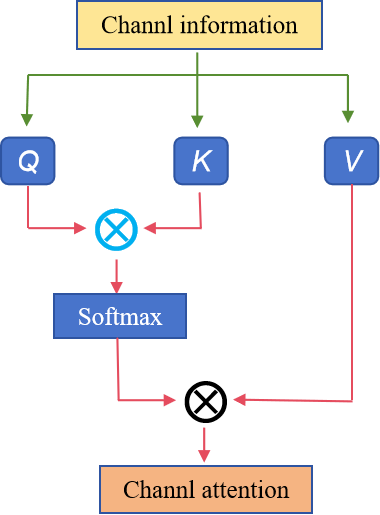 Channl information
Q K V
Softmax
Channl attention